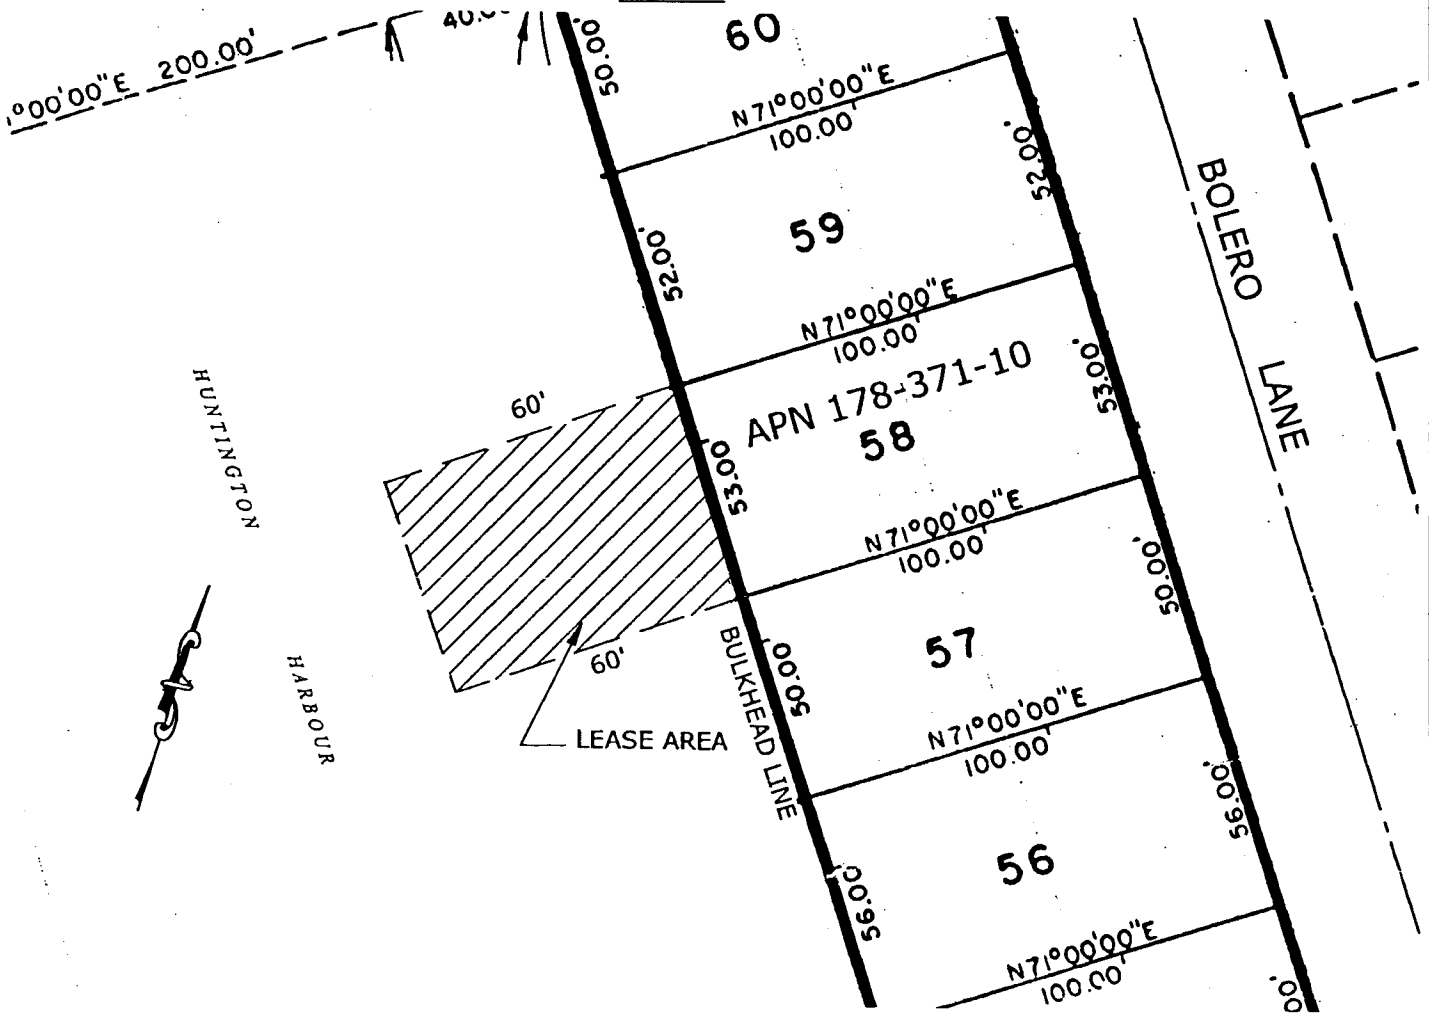 200.00'
°00'00"E
50.00'
60
N71°00'00"E
100.00'
52.00'
52.00'
59
N71°00'00"E
100.00'
BOLERO
LANE
53.00'
APN 178-371-10
58
53.00
60'
HUNTINGTON
HARBOUR
N71°00'00"E
100.00'
50.00'
60'
LEASE AREA
BULKHEAD LINE
50.00'
57
N71°00'00"E
100.00'
56.00'
56
56.00'
N71°00'00"E
100.00'